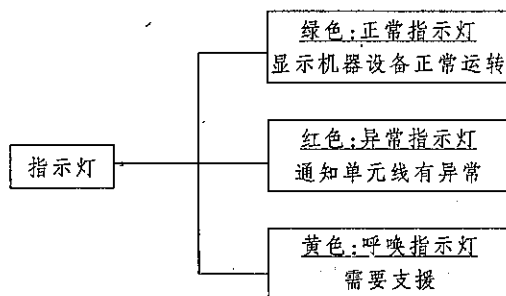 绿色:正常指示灯
显示机器设备正常运转
指示灯
红色:异常指示灯
通知单元线有异常
黄色:呼唤指示灯
需要支援